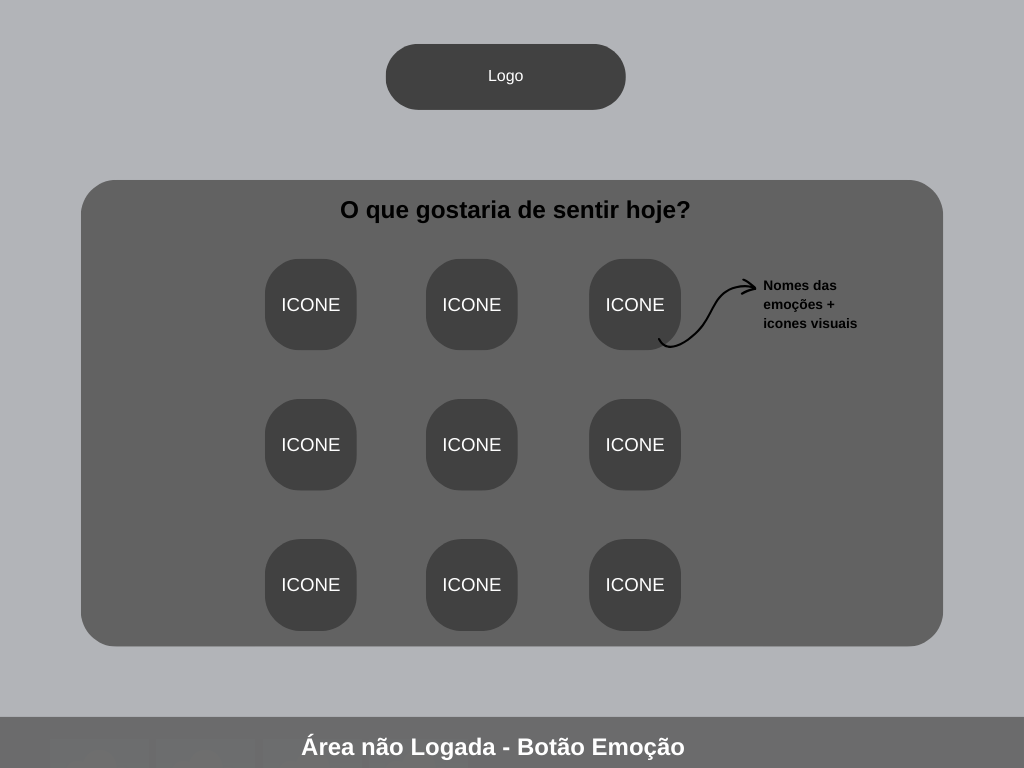 Logo
O que gostaria de sentir hoje?
ICONE ICONE ICONE
Nomes das
emoções +
icones visuais
ICONE ICONE ICONE
ICONE ICONE ICONE
Área não Logada - Botão Emoção